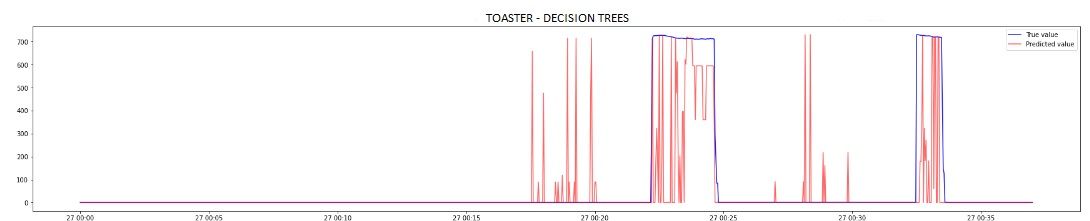 TOASTER - DECISION TREES
True value
Predicted value
700
600
500
400
300
200
100
0
27 00:00 27 00:05 27 00:10 27 00:15 27 00:20 27 00:25 27 00:30 27 00:35